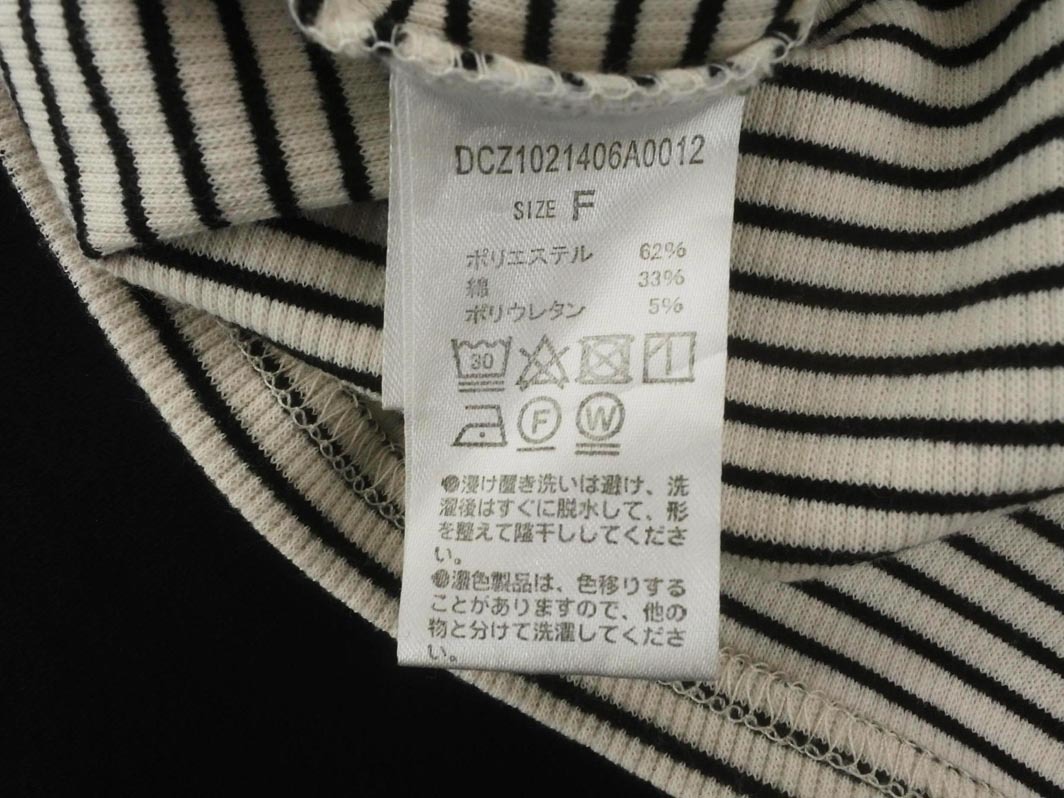 DCZ1021406A0012
SIZE F
ポリエステル 62%
綿 33%
ポリウレタン 5%
30
F W
●浸け置き洗いは避け、洗
濯後はすぐに脱水して、形
を整えて陰干ししてくださ
い。
●濃色製品は、色移りする
ことがありますので、他の
物と分けて洗濯してくださ
い。